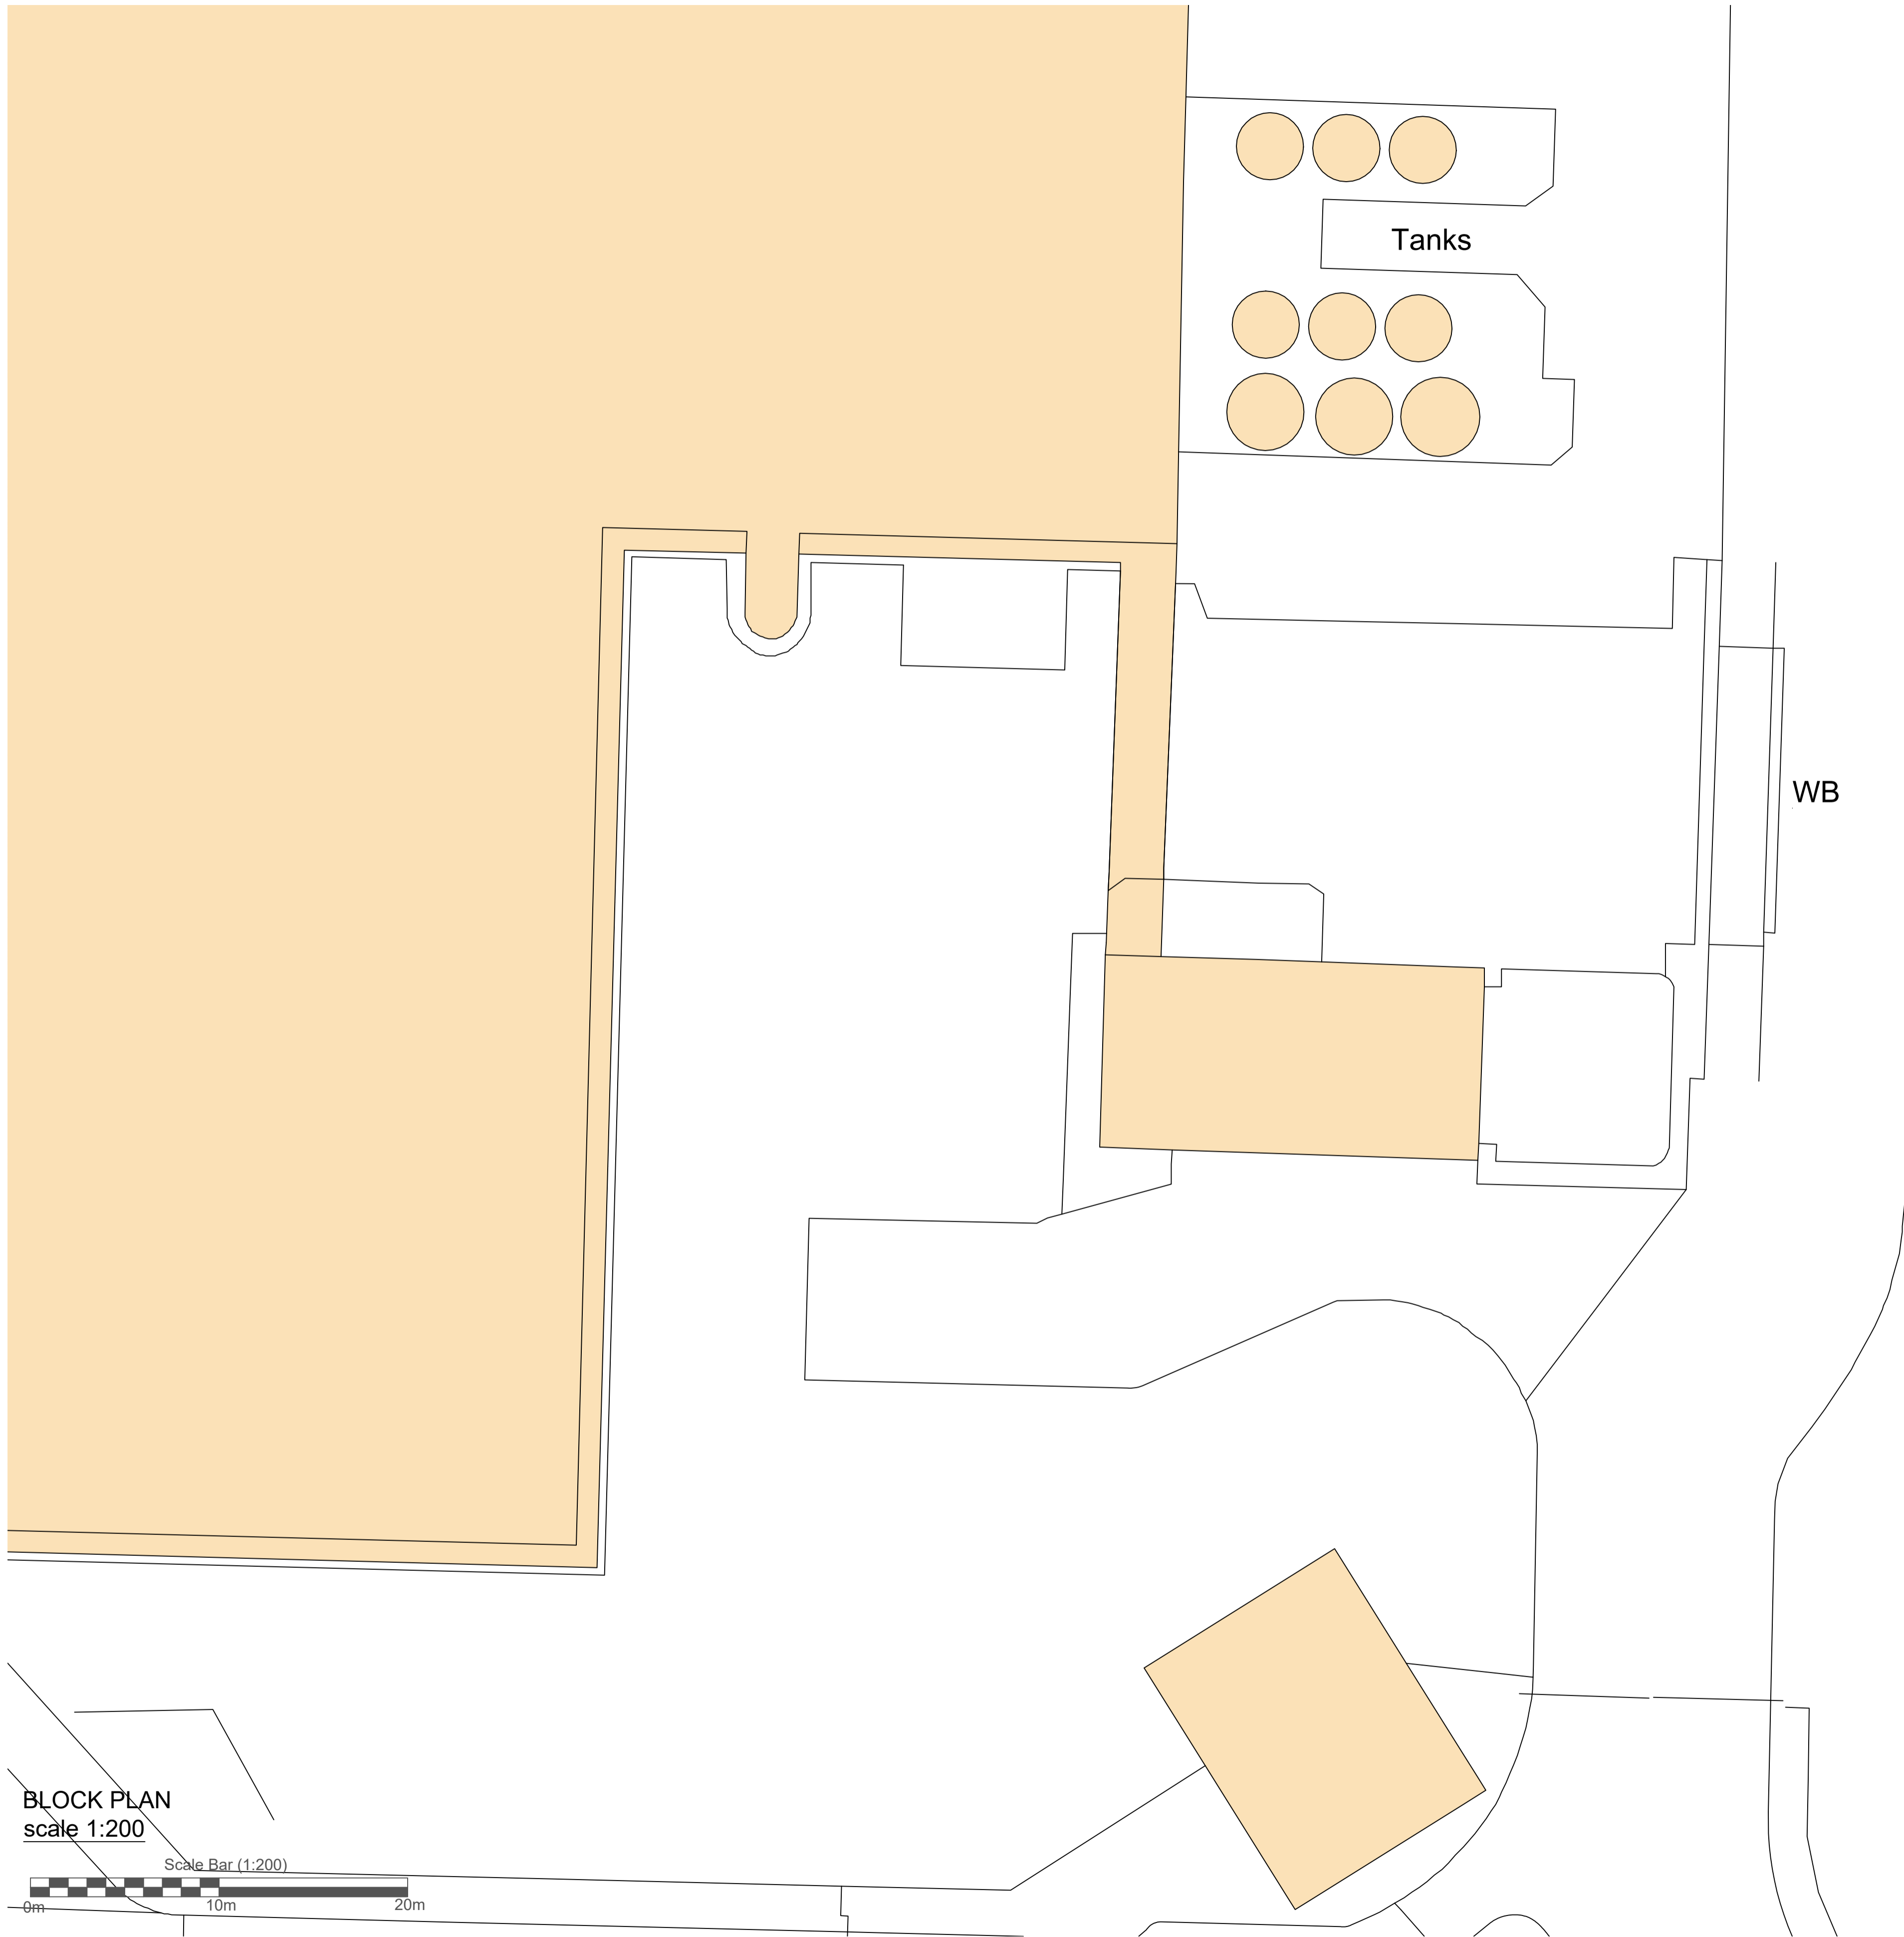 Tanks
WB
BLOCK PLAN
scale 1:200
Scale Bar (1:200)
0m 10m 20m